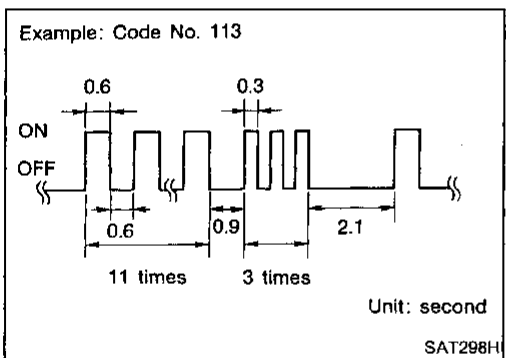 Example: Code No. 113
0.6
0.3
ON
OFF
0.6
0.9
2.1
11 times
3 times
Unit: second
SAT298H